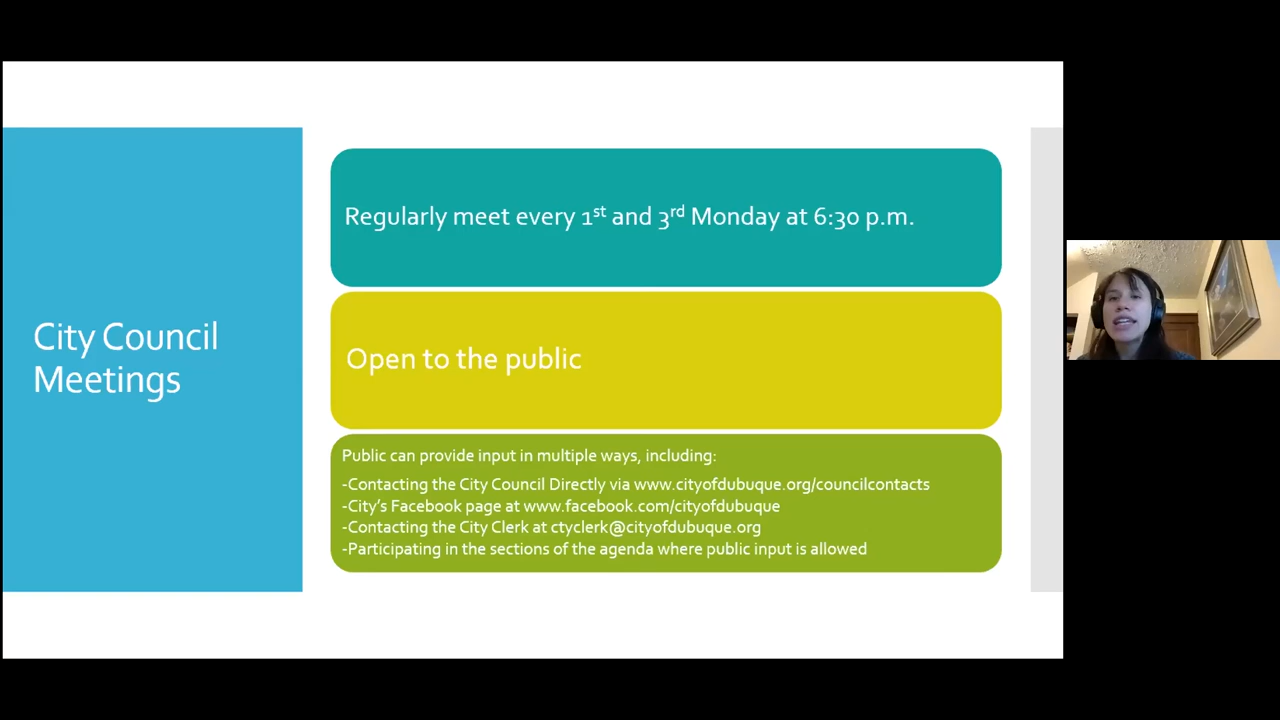 City Council
Meetings
Regularly meet every 1st and 3rd Monday at 6:30 p.m.
Open to the public
Public can provide input in multiple ways, including:
-Contacting the City Council Directly via www.cityofdubuque.org/councilcontacts
-City’s Facebook page at www.facebook.com/cityofdubuque
-Contacting the City Clerk at ctyclerk@cityofdubuque.org
-Participating in the sections of the agenda where public input is allowed